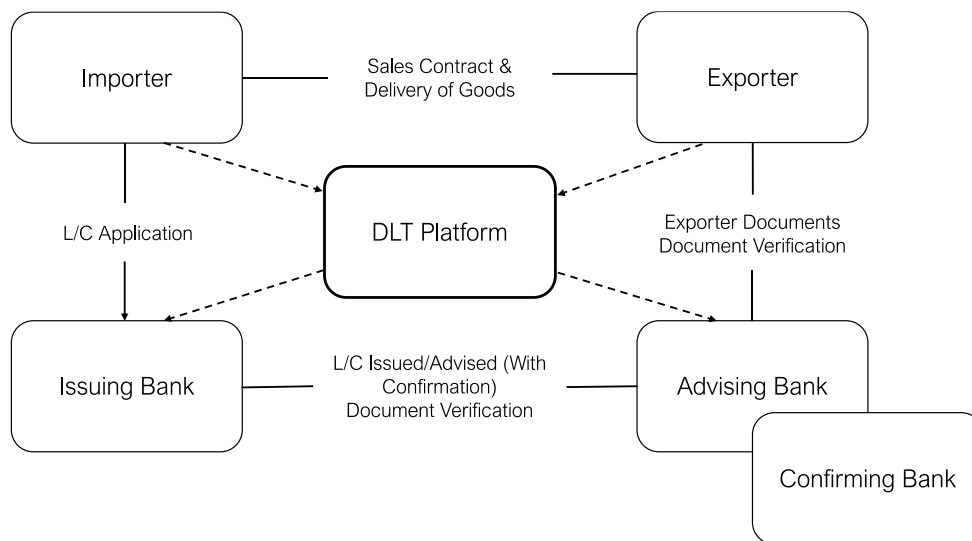 Importer
Sales Contract &
Delivery of Goods
Exporter
DLT Platform
L/C Application
Exporter Documents
Document Verification
Issuing Bank
L/C Issued/Advised (With
Confirmation)
Document Verification
Advising Bank
Confirming Bank